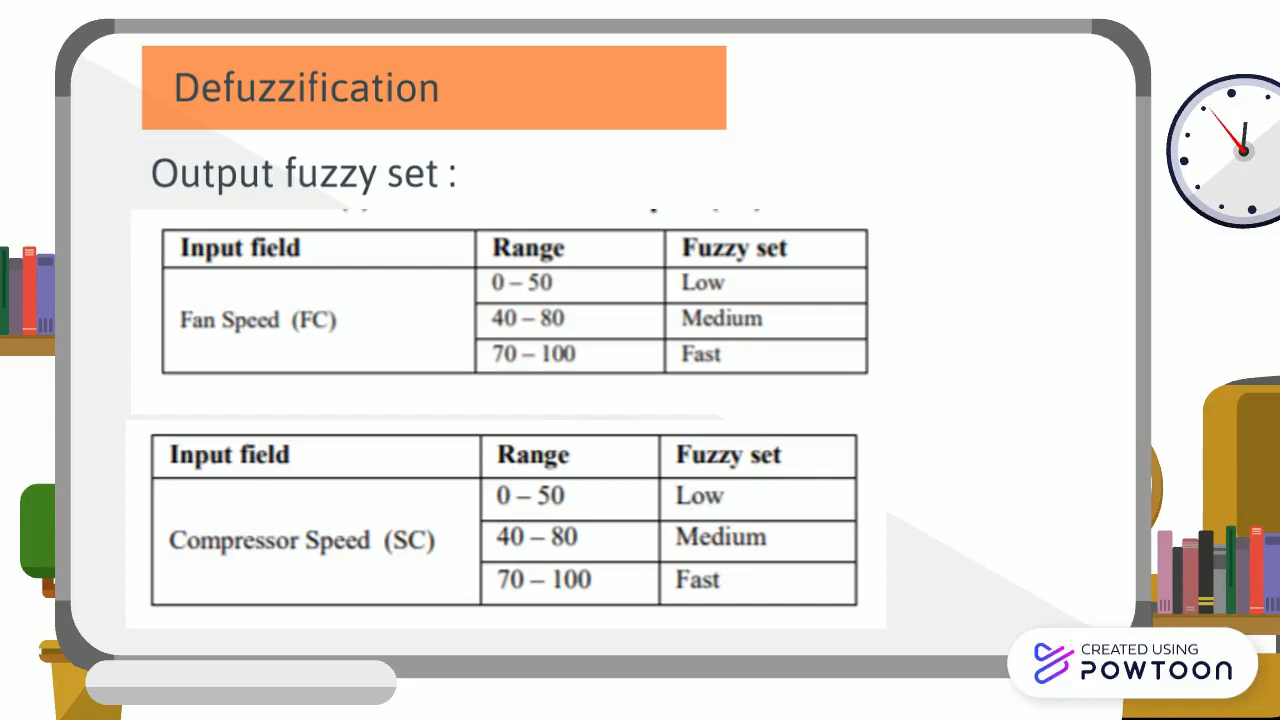 Defuzzification
Output fuzzy set :
Input field Range Fuzzy set
Fan Speed (FC)
0 – 50 Low
40 – 80 Medium
70 – 100 Fast
Input field Range Fuzzy set
Compressor Speed (SC)
0 – 50 Low
40 – 80 Medium
70 – 100 Fast
CREATED USING
POWTOON